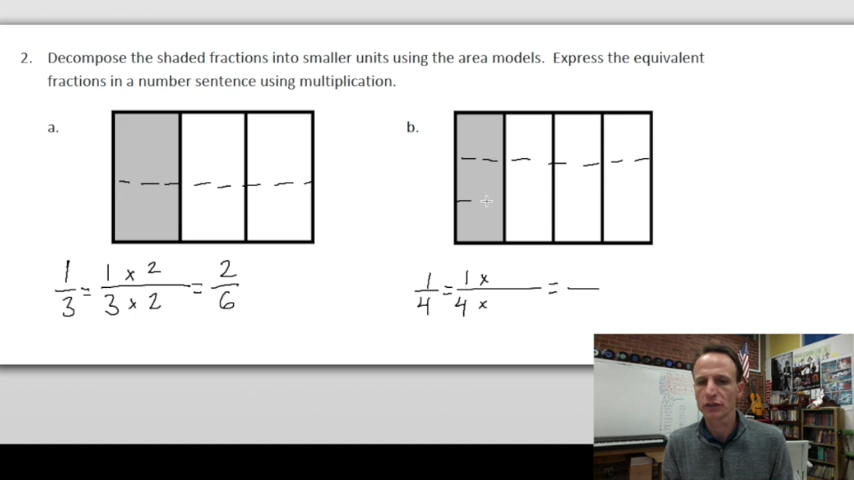 2. Decompose the shaded fractions into smaller units using the area models. Express the equivalent
fractions in a number sentence using multiplication.
a.
b.
1/3 = 1 x 2 / 3 x 2 = 2/6
1/4 = 1 x / 4 x =